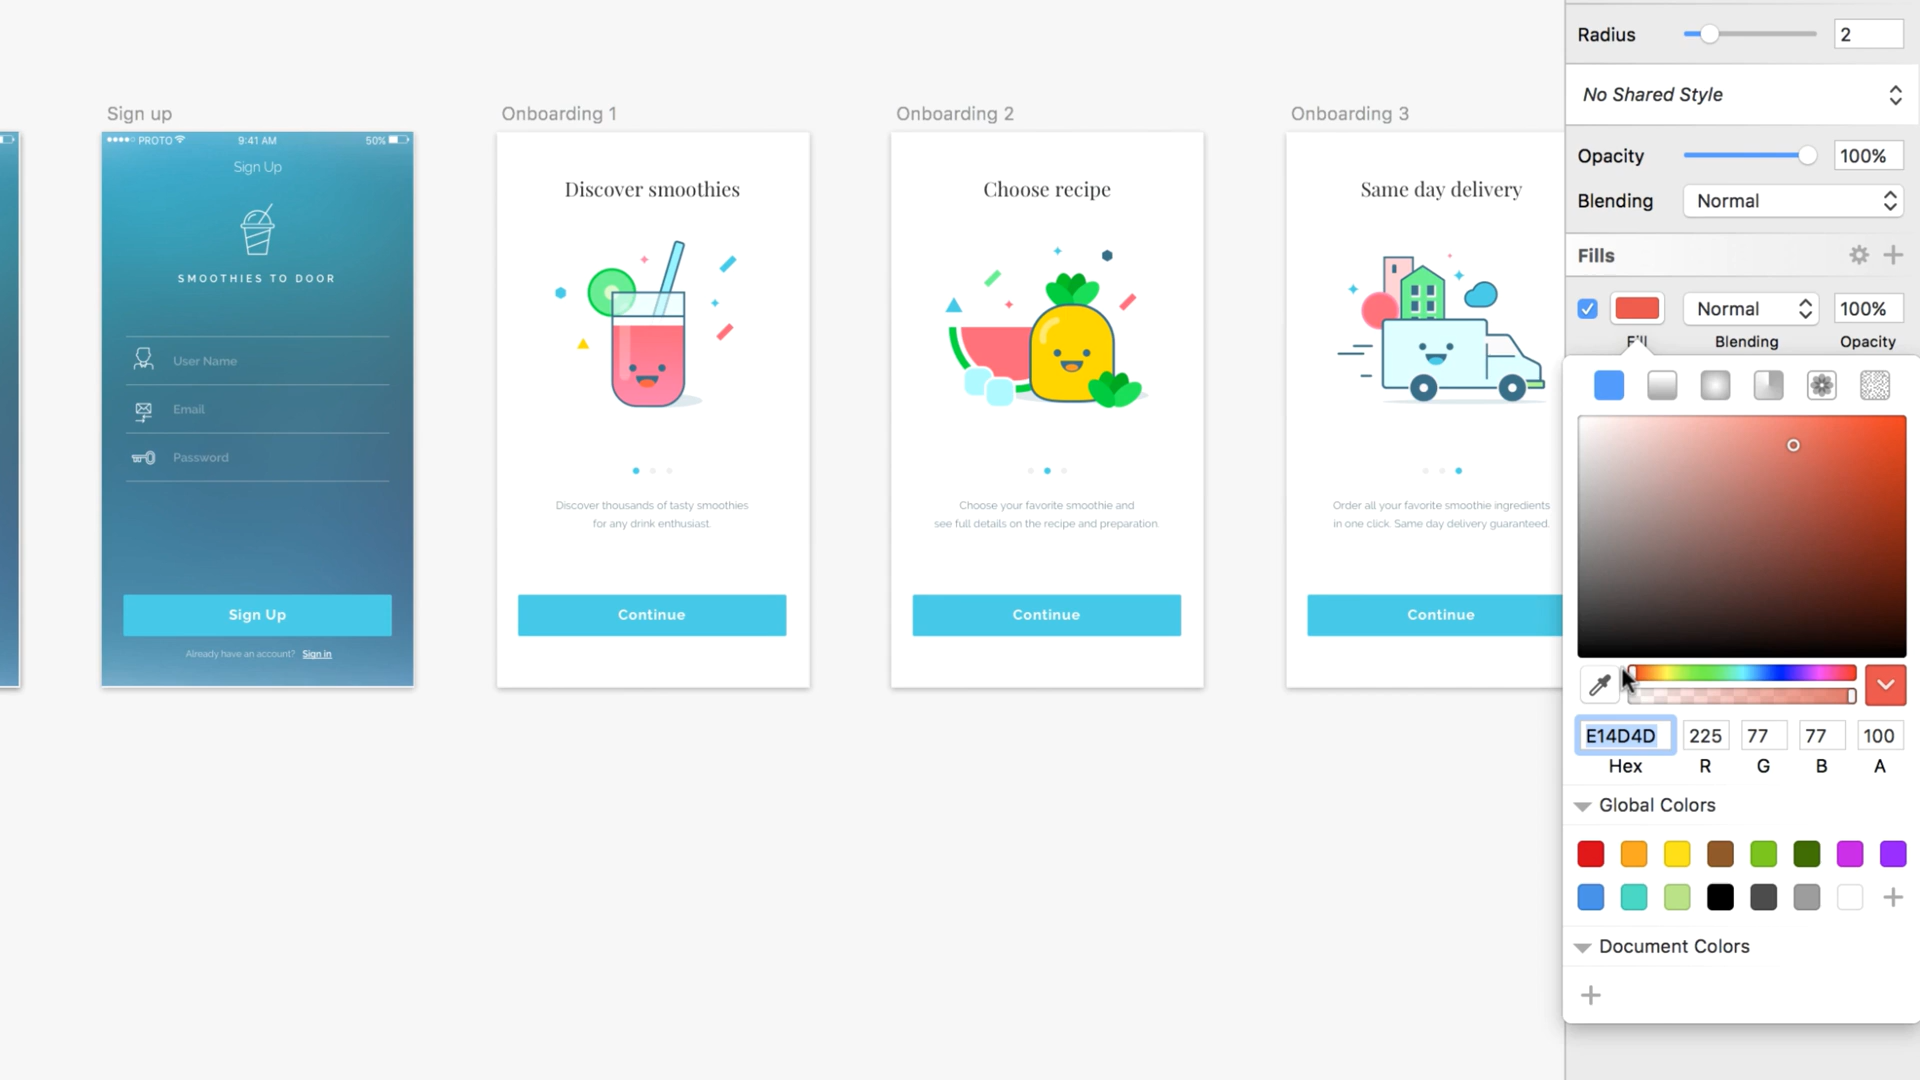 Sign up
PROTO 9:41 AM 50%
Sign Up
SMOOTHIES TO DOOR
User Name
Email
Password
Sign Up
Already have an account? Sign in
Onboarding 1
Discover smoothies
Discover thousands of tasty smoothies
for any drink enthusiast.
Continue
Onboarding 2
Choose recipe
Choose your favorite smoothie and
see full details on the recipe and preparation
Continue
Onboarding 3
Same day delivery
Order all your favorite smoothie ingredients
in one click. Same day delivery guaranteed.
Continue
Radius 2
No Shared Style
Opacity 100%
Blending Normal
Fills
Normal 100%
Fill Blending Opacity
E14D4D 225 77 77 100
Hex R G B A
Global Colors
Document Colors